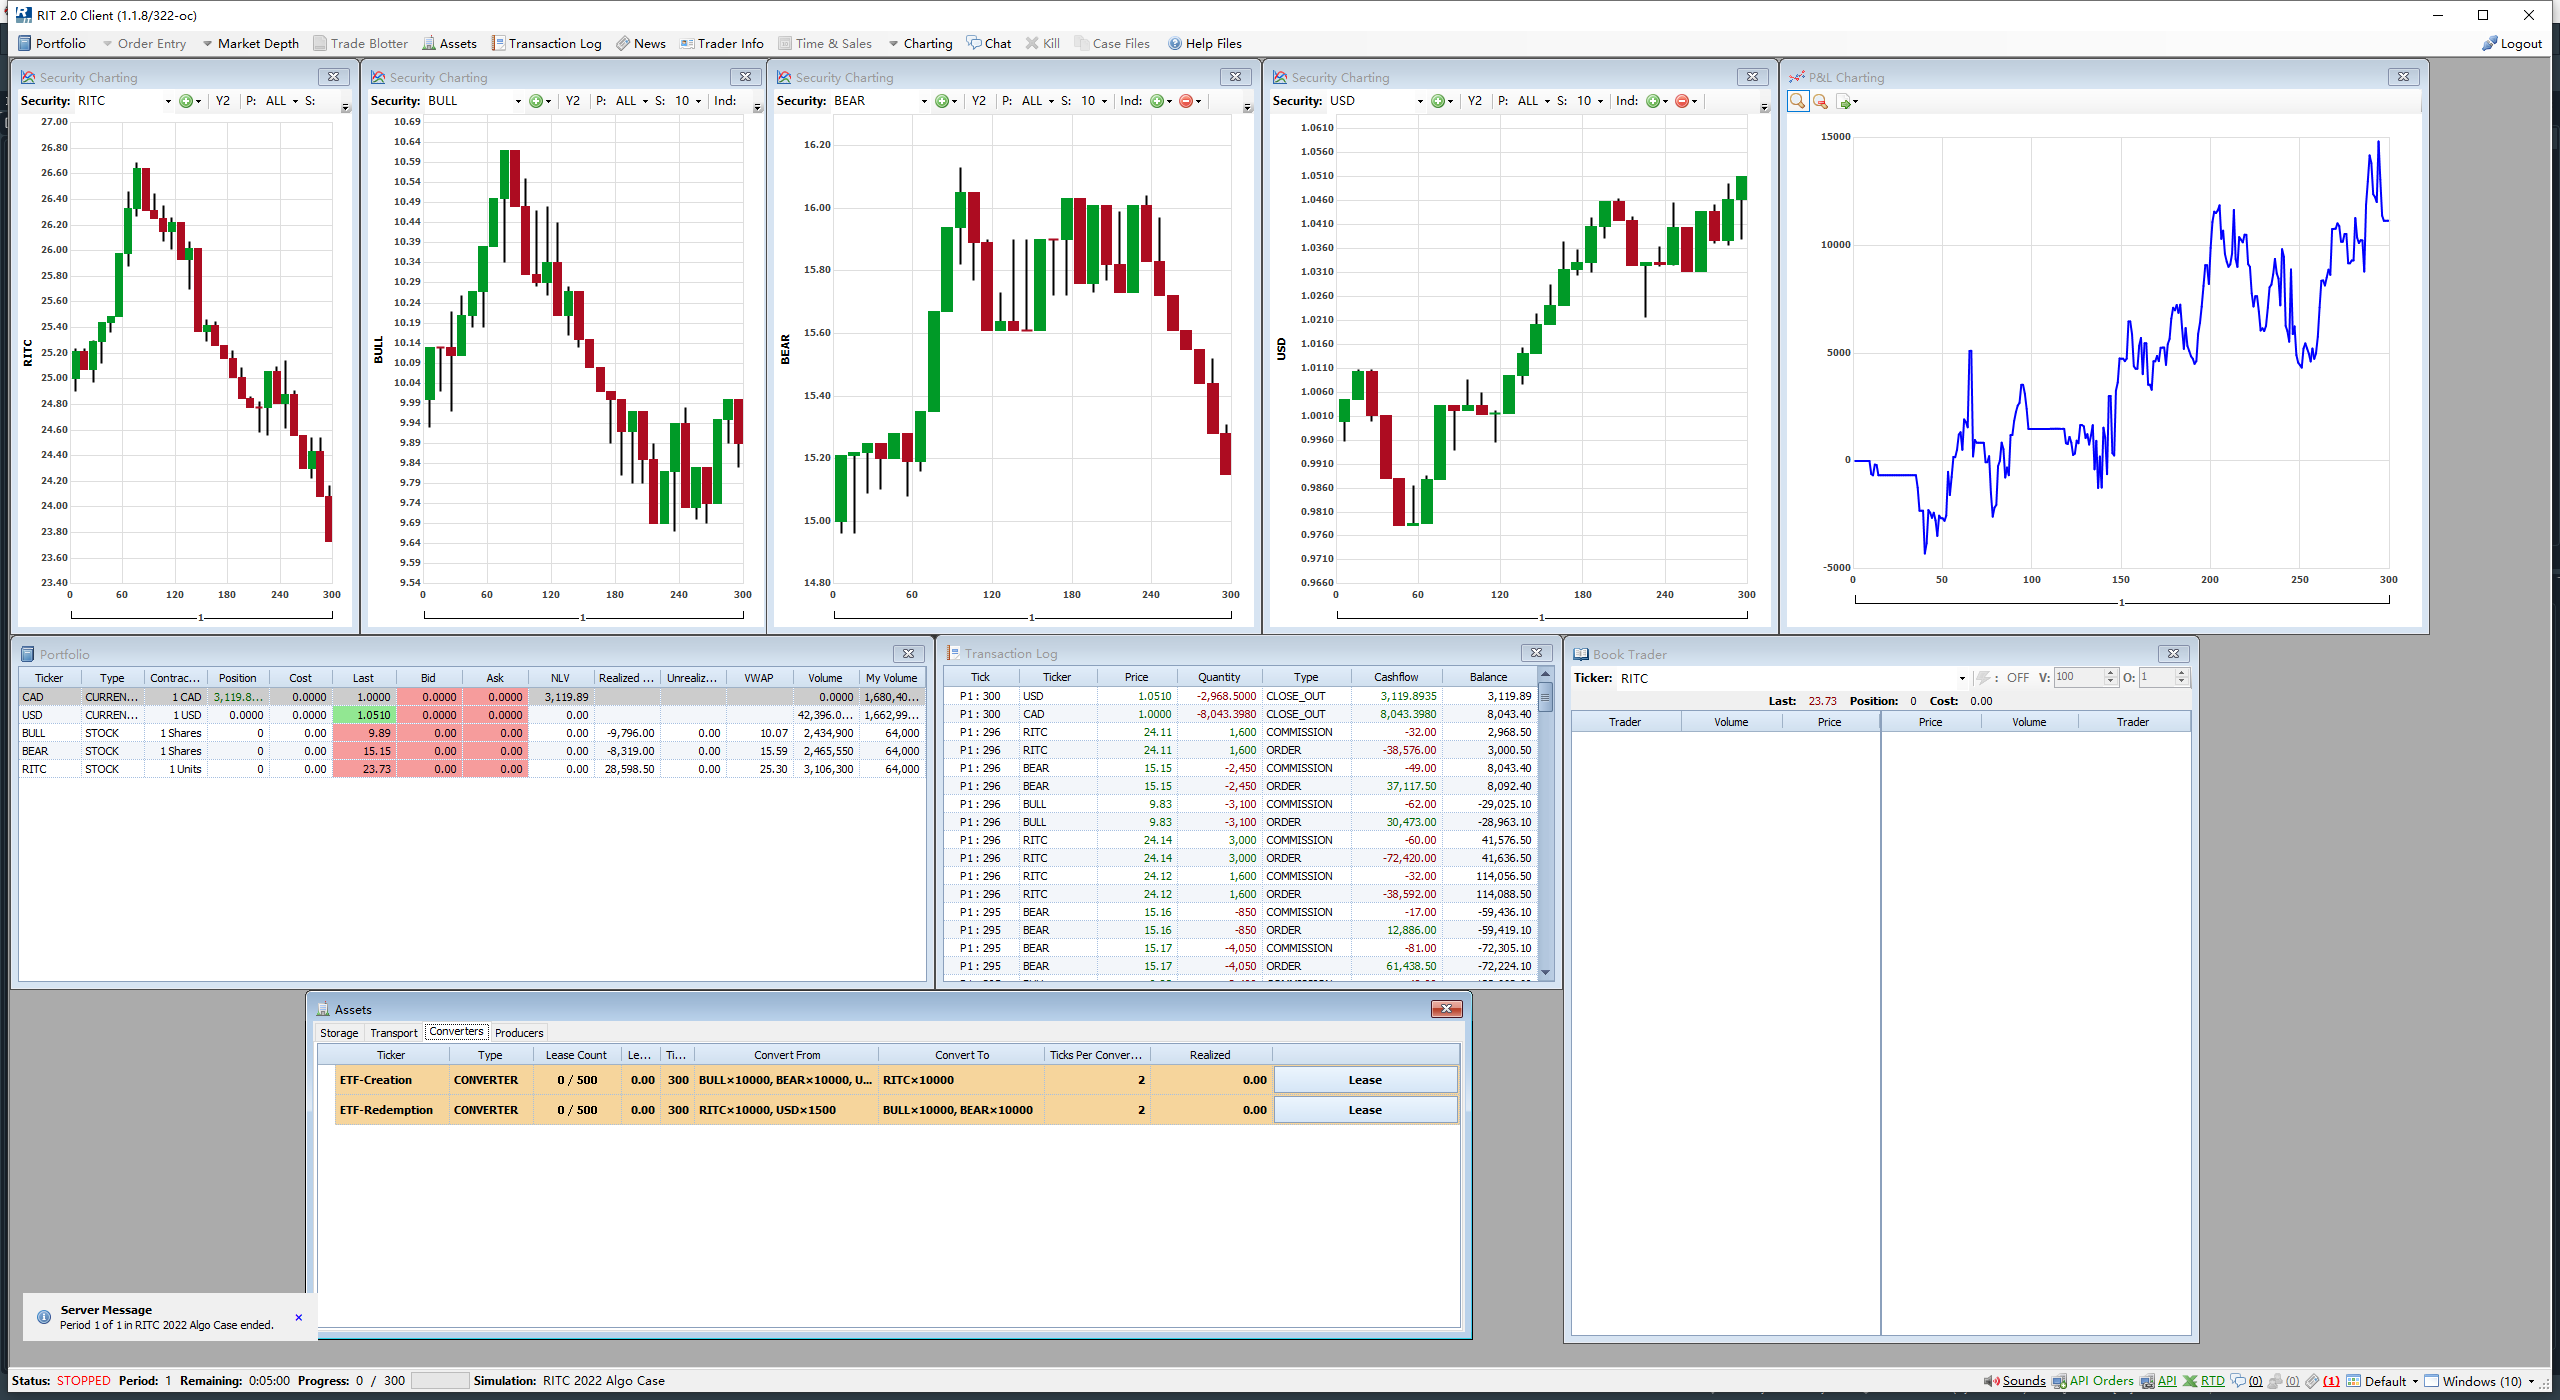 RIT 2.0 Client (1.1.8/322-oc)
Portfolio Order Entry Market Depth Trade Blotter Assets Transaction Log News Trader Info Time & Sales Charting Chat Kill Case Files Help Files Logout
Security Charting
Security: RITC Y2 P: ALL S:
27.00
26.80
26.60
26.40
26.20
26.00
25.80
25.60
25.40
25.20
25.00
24.80
24.60
24.40
24.20
24.00
23.80
23.60
23.40
RITC
0 60 120 180 240 300
1
Security Charting
Security: BULL Y2 P: ALL S: 10 Ind:
10.69
10.64
10.59
10.54
10.49
10.44
10.39
10.34
10.29
10.24
10.19
10.14
10.09
10.04
9.99
9.94
9.89
9.84
9.79
9.74
9.69
9.64
9.59
9.54
BULL
0 60 120 180 240 300
1
Security Charting
Security: BEAR Y2 P: ALL S: 10 Ind:
16.20
16.00
15.80
15.60
15.40
15.20
15.00
14.80
BEAR
0 60 120 180 240 300
1
Security Charting
Security: USD Y2 P: ALL S: 10 Ind:
1.0610
1.0560
1.0510
1.0460
1.0410
1.0360
1.0310
1.0260
1.0210
1.0160
1.0110
1.0060
1.0010
0.9960
0.9910
0.9860
0.9810
0.9760
0.9710
0.9660
USD
0 60 120 180 240 300
1
P&L Charting
15000
10000
5000
0
-5000
0 50 100 150 200 250 300
1
Portfolio
Ticker Type Contrac... Position Cost Last Bid Ask NLV Realized ... Unrealiz... VWAP Volume My Volume
CAD CURREN... 1 CAD 3,119.8... 0.0000 1.0000 0.0000 0.0000 3,119.89 0.0000 1,680,40...
USD CURREN... 1 USD 0.0000 0.0000 1.0510 0.0000 0.0000 0.00 42,396.0... 1,662,99...
BULL STOCK 1 Shares 0 0.00 9.89 0.00 0.00 0.00 -9,796.00 0.00 10.07 2,434,900 64,000
BEAR STOCK 1 Shares 0 0.00 15.15 0.00 0.00 0.00 -8,319.00 0.00 15.59 2,465,550 64,000
RITC STOCK 1 Units 0 0.00 23.73 0.00 0.00 0.00 28,598.50 0.00 25.30 3,106,300 64,000
Transaction Log
Tick Ticker Price Quantity Type Cashflow Balance
P1 : 300 USD 1.0510 -2,968.5000 CLOSE_OUT 3,119.8935 3,119.89
P1 : 300 CAD 1.0000 -8,043.3980 CLOSE_OUT 8,043.3980 8,043.40
P1 : 296 RITC 24.11 1,600 COMMISSION -32.00 2,968.50
P1 : 296 RITC 24.11 1,600 ORDER -38,576.00 3,000.50
P1 : 296 BEAR 15.15 -2,450 COMMISSION -49.00 8,043.40
P1 : 296 BEAR 15.15 -2,450 ORDER 37,117.50 8,092.40
P1 : 296 BULL 9.83 -3,100 COMMISSION -62.00 -29,025.10
P1 : 296 BULL 9.83 -3,100 ORDER 30,473.00 -28,963.10
P1 : 296 RITC 24.14 3,000 COMMISSION -60.00 41,576.50
P1 : 296 RITC 24.14 3,000 ORDER -72,420.00 41,636.50
P1 : 296 RITC 24.12 1,600 COMMISSION -32.00 114,056.50
P1 : 296 RITC 24.12 1,600 ORDER -38,592.00 114,088.50
P1 : 295 BEAR 15.16 -850 COMMISSION -17.00 -59,436.10
P1 : 295 BEAR 15.16 -850 ORDER 12,886.00 -59,419.10
P1 : 295 BEAR 15.17 -4,050 COMMISSION -81.00 -72,305.10
P1 : 295 BEAR 15.17 -4,050 ORDER 61,438.50 -72,224.10
Book Trader
Ticker: RITC : OFF V: 100 O: 1
Last: 23.73 Position: 0 Cost: 0.00
Trader Volume Price Price Volume Trader
Assets
Storage Transport Converters Producers
Ticker Type Lease Count Le... Ti... Convert From Convert To Ticks Per Conver... Realized
ETF-Creation CONVERTER 0 / 500 0.00 300 BULL×10000, BEAR×10000, U... RITC×10000 2 0.00 Lease
ETF-Redemption CONVERTER 0 / 500 0.00 300 RITC×10000, USD×1500 BULL×10000, BEAR×10000 2 0.00 Lease
Server Message
Period 1 of 1 in RITC 2022 Algo Case ended.
Status: STOPPED Period: 1 Remaining: 0:05:00 Progress: 0 / 300 Simulation: RITC 2022 Algo Case Sounds API Orders API RTD (0) (0) (1) Default Windows (10)